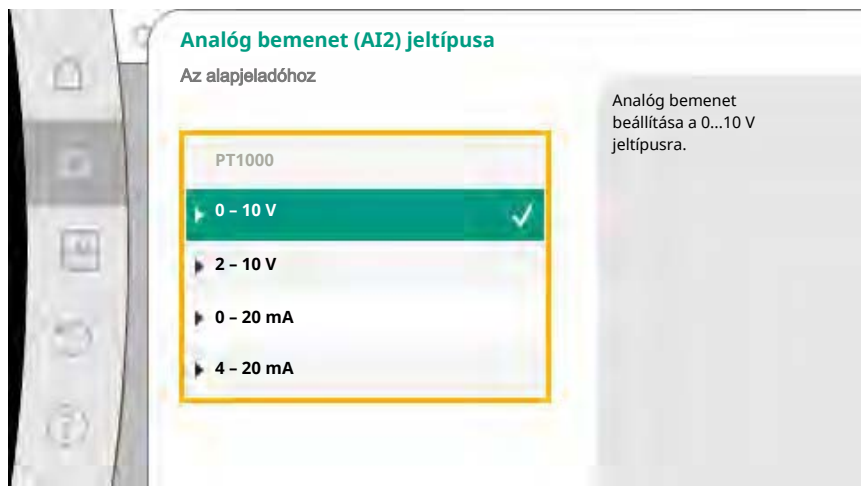 Analóg bemenet (AI2) jeltípusa
Az alapjeladóhoz
PT1000
0 – 10 V
2 – 10 V
0 – 20 mA
4 – 20 mA
Analóg bemenet
beállítása a 0...10 V
jeltípusra.